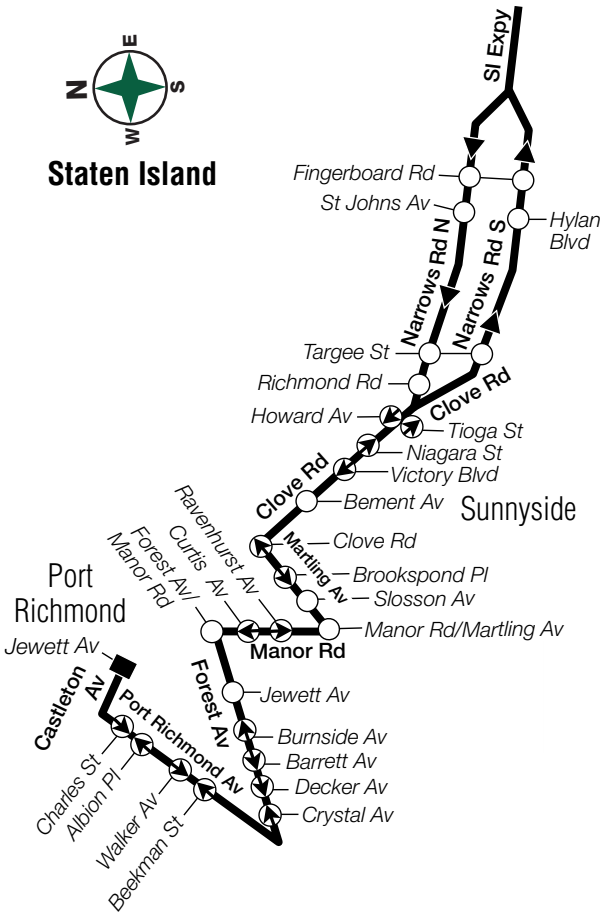 SI Expy
E
N
S
W
Staten Island
Fingerboard Rd
St Johns Av
Hylan
Blvd
Narrows Rd N
Narrows Rd S
Targee St
Richmond Rd
Clove Rd
Howard Av
Tioga St
Niagara St
Victory Blvd
Clove Rd
Bement Av
Sunnyside
Clove Rd
Martling Av
Brookspond Pl
Slosson Av
Manor Rd/Martling Av
Ravenhurst Av
Curtis Av
Forest Av/
Manor Rd
Manor Rd
Port
Richmond
Jewett Av
Castleton
Av
Forest Av
Jewett Av
Port Richmond Av
Burnside Av
Barrett Av
Decker Av
Crystal Av
Charles St
Albion Pl
Walker Av
Beekman St